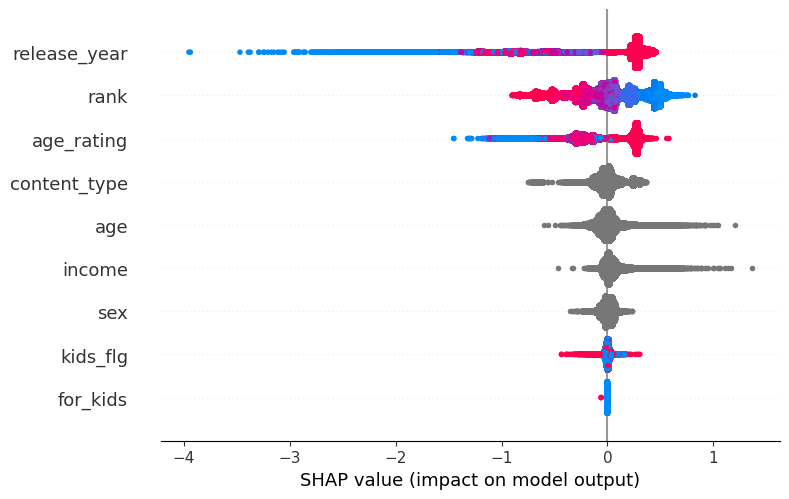 release_year
rank
age_rating
content_type
age
income
sex
kids_flg
for_kids
−4 −3 −2 −1 0 1
SHAP value (impact on model output)